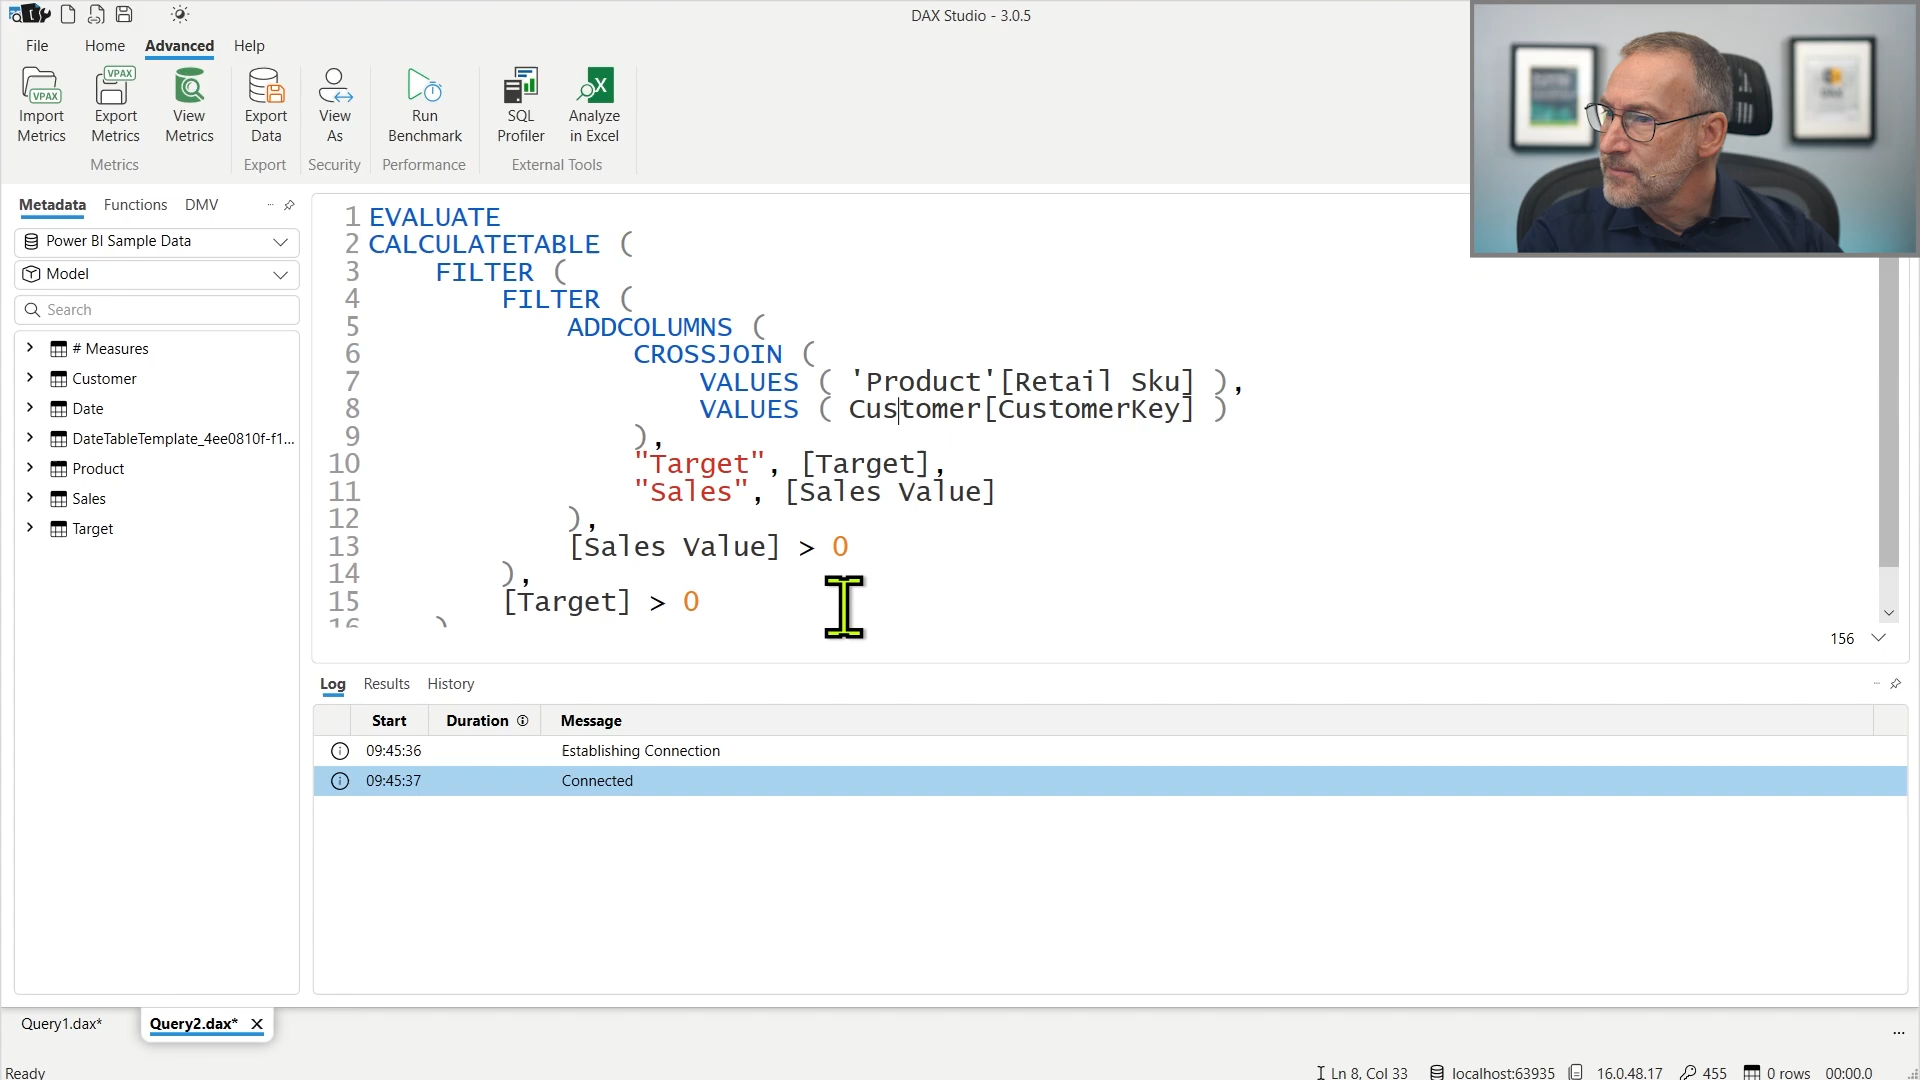 DAX Studio - 3.0.5
File Home Advanced Help
VPAX
VPAX
Import Metrics
Export Metrics
View Metrics
Export Data
View As
Run Benchmark
SQL Profiler
Analyze in Excel
Metrics
Export
Security
Performance
External Tools
Metadata Functions DMV
Power BI Sample Data
Model
Search
# Measures
Customer
Date
DateTableTemplate_4ee0810f-f1...
Product
Sales
Target
1 EVALUATE
2 CALCULATETABLE (
3 FILTER (
4 FILTER (
5 ADDCOLUMNS (
6 CROSSJOIN (
7 VALUES ( 'Product'[Retail Sku] ),
8 VALUES ( Customer[CustomerKey] )
9 ),
10 "Target", [Target],
11 "Sales", [Sales Value]
12 ),
13 [Sales Value] > 0
14 ),
15 [Target] > 0
16 )
156
Log Results History
Start Duration Message
09:45:36 Establishing Connection
09:45:37 Connected
Query1.dax* Query2.dax*
...
Ready
Ln 8, Col 33 localhost:63935 16.0.48.17 455 0 rows 00:00.0